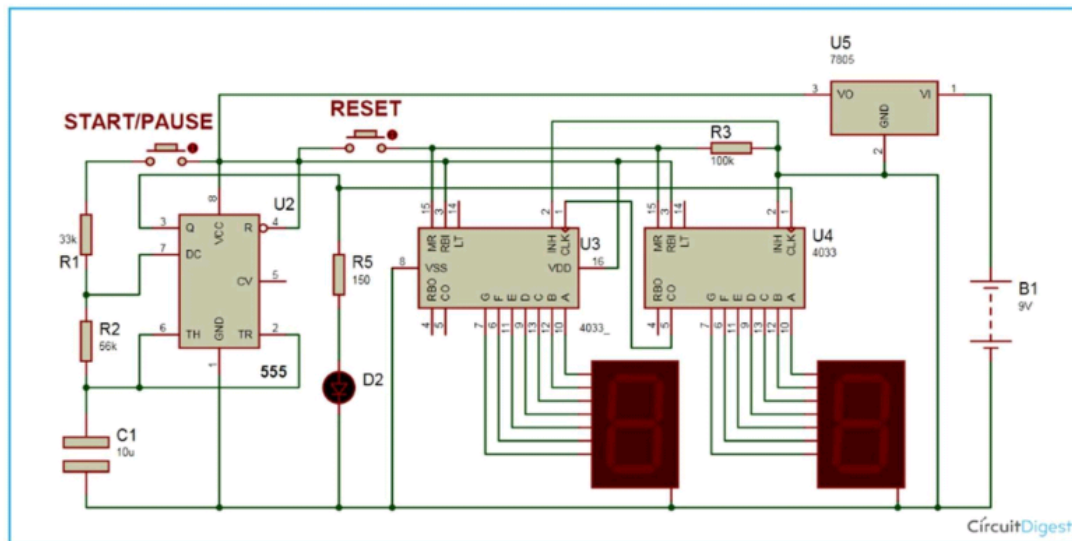 U5
7805
3
VO
VI
1
GND
2
START/PAUSE
RESET
R3
100k
8
U2
3
Q
VCC
R
4
33k
R1
7
DC
CV
5
R2
56k
6
TH
GND
TR
2
1
555
C1
10u
R5
150
D2
15
3
14
2
1
MR
RBI
LT
INH
CLK
U3
8
VSS
VDD
16
RBO
CO
G
F
E
D
C
B
A
4
5
7
6
11
9
13
12
10
4033_
15
3
14
2
1
MR
RBI
LT
INH
CLK
U4
4033
RBO
CO
G
F
E
D
C
B
A
4
5
7
6
11
9
13
12
10
B1
9V
CircuitDigest